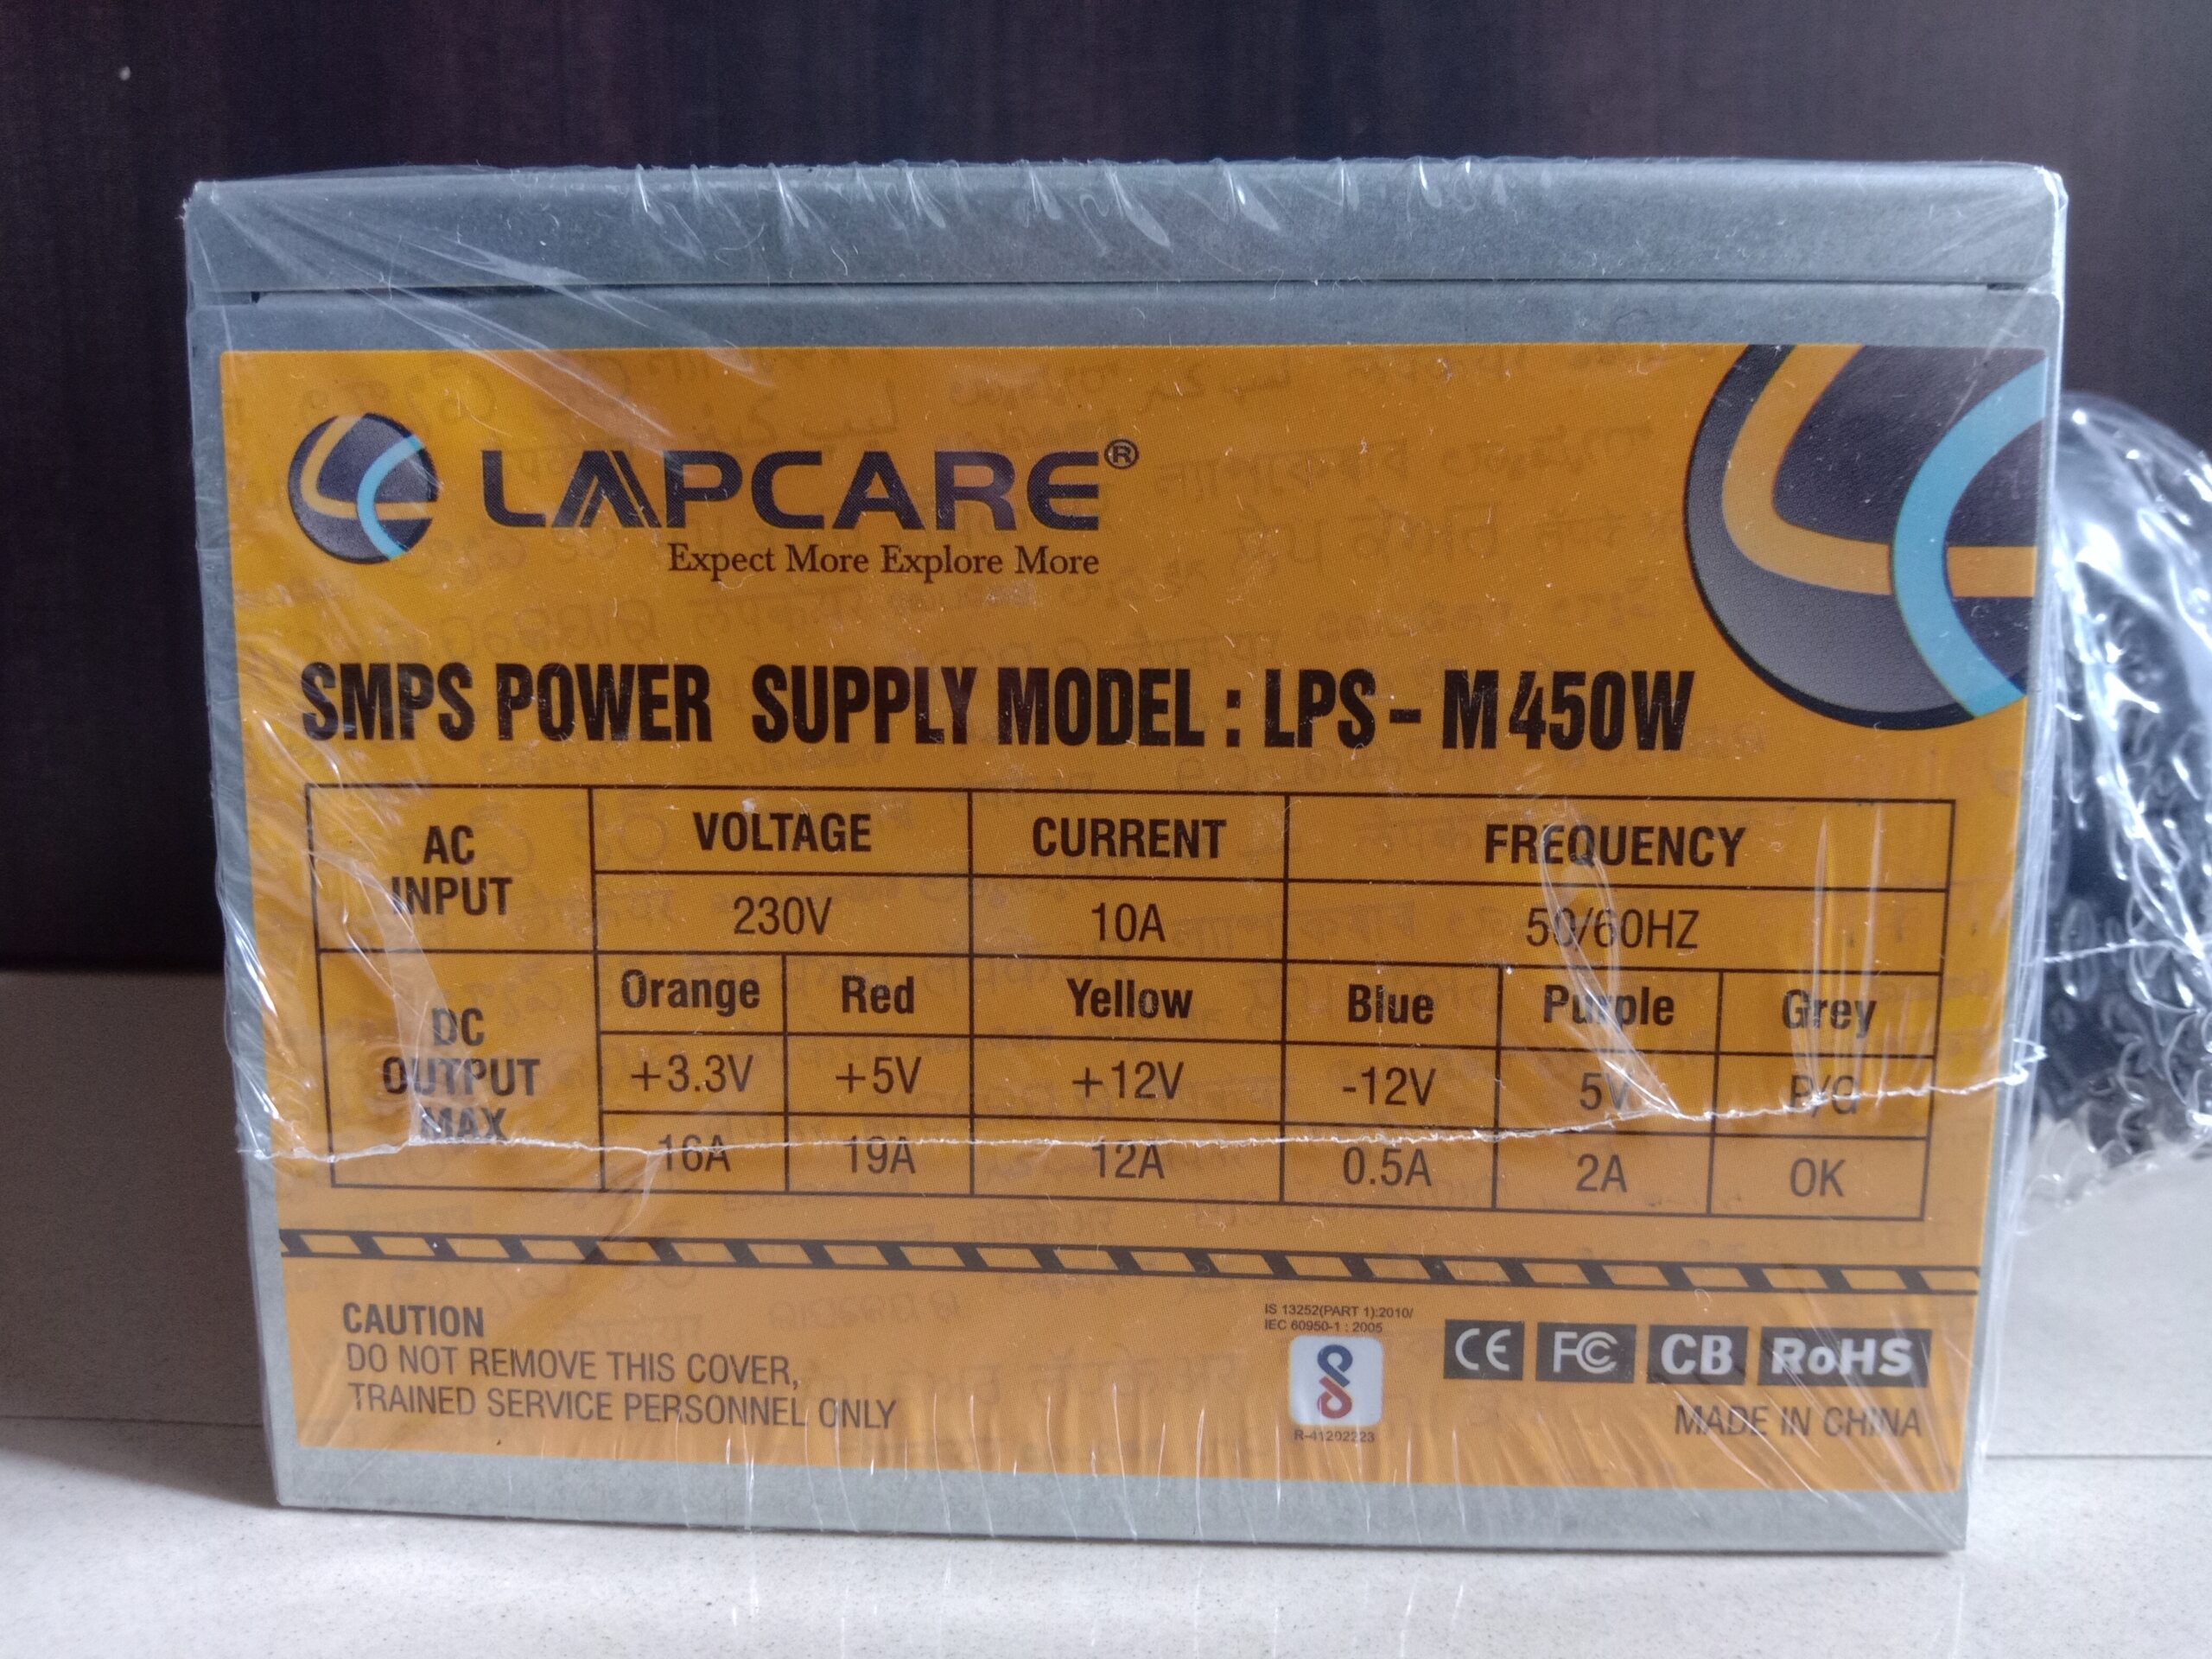 LAPCARE®
Expect More Explore More
SMPS POWER SUPPLY MODEL : LPS - M450W
AC INPUT VOLTAGE CURRENT FREQUENCY
230V 10A 50/60HZ
DC OUTPUT MAX Orange Red Yellow Blue Purple Grey
+3.3V +5V +12V -12V 5V P/G
16A 19A 12A 0.5A 2A OK
CAUTION
DO NOT REMOVE THIS COVER,
TRAINED SERVICE PERSONNEL ONLY
IS 13252(PART 1):2010/
IEC 60950-1 : 2005
R-41202223
CE FC CB RoHS
MADE IN CHINA